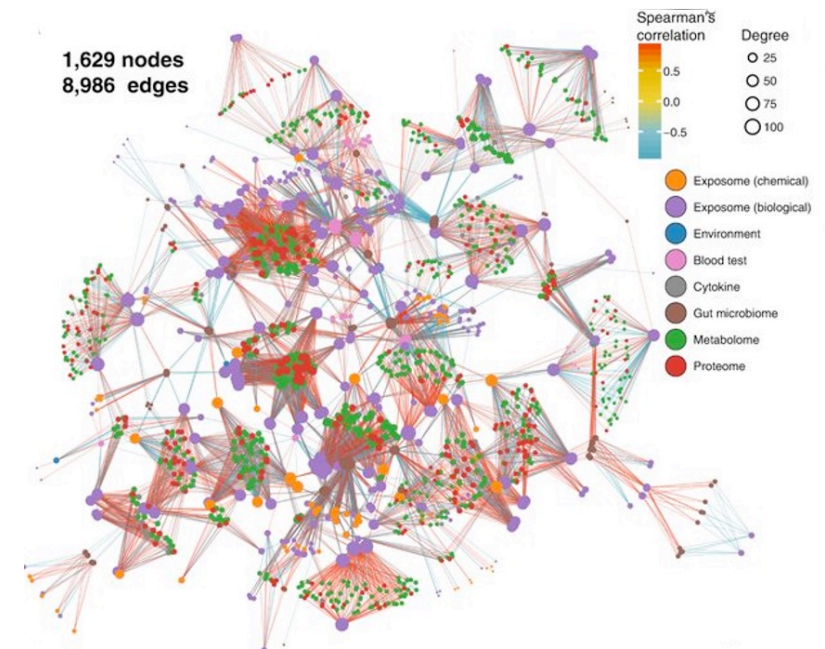 1,629 nodes
8,986 edges
Spearman's
correlation
0.5
0.0
−0.5
Degree
25
50
75
100
Exposome (chemical)
Exposome (biological)
Environment
Blood test
Cytokine
Gut microbiome
Metabolome
Proteome